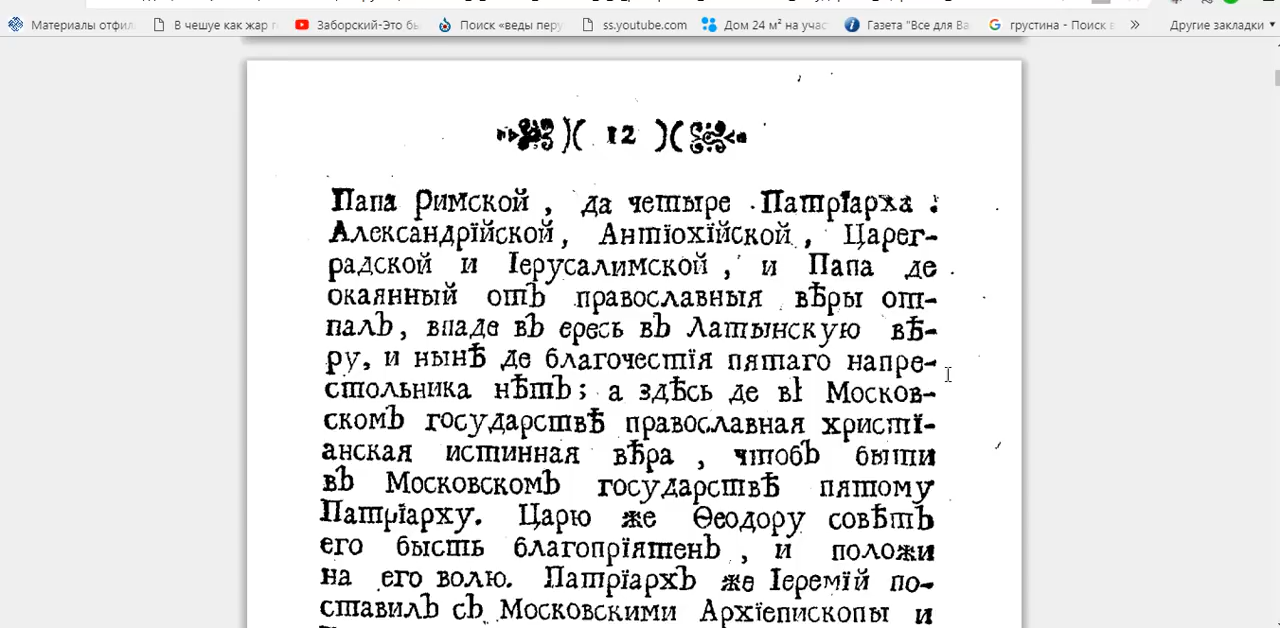 Материалы отфил
В чешуе как жар г
Заборский-Это бы
Поиск «веды перу
ss.youtube.com
Дом 24 м² на учас
Газета "Все для Ва
грустина - Поиск в
»
Другие закладки
)( 12 )(
Папа Римской , да четыре Патріарха :
Александрійской, Антіохійской , Царег-
радской и Іерусалимской , и Папа де
окаянный отъ православныя вѣры от-
палъ, впаде въ ересь въ Латынскую вѣ-
ру, и нынѣ де благочестія пятаго напре-
стольника нѣтъ; а здѣсь де въ Москов-
скомъ государствѣ православная христі-
анская истинная вѣра , чтобъ быти
въ Московскомъ государствѣ пятому
Патріарху. Царю же Ѳеодору совѣтъ
его бысть благопріятенъ , и положи
на его волю. Патріархъ же Іеремій по-
ставилъ съ Московскими Архіепископы и